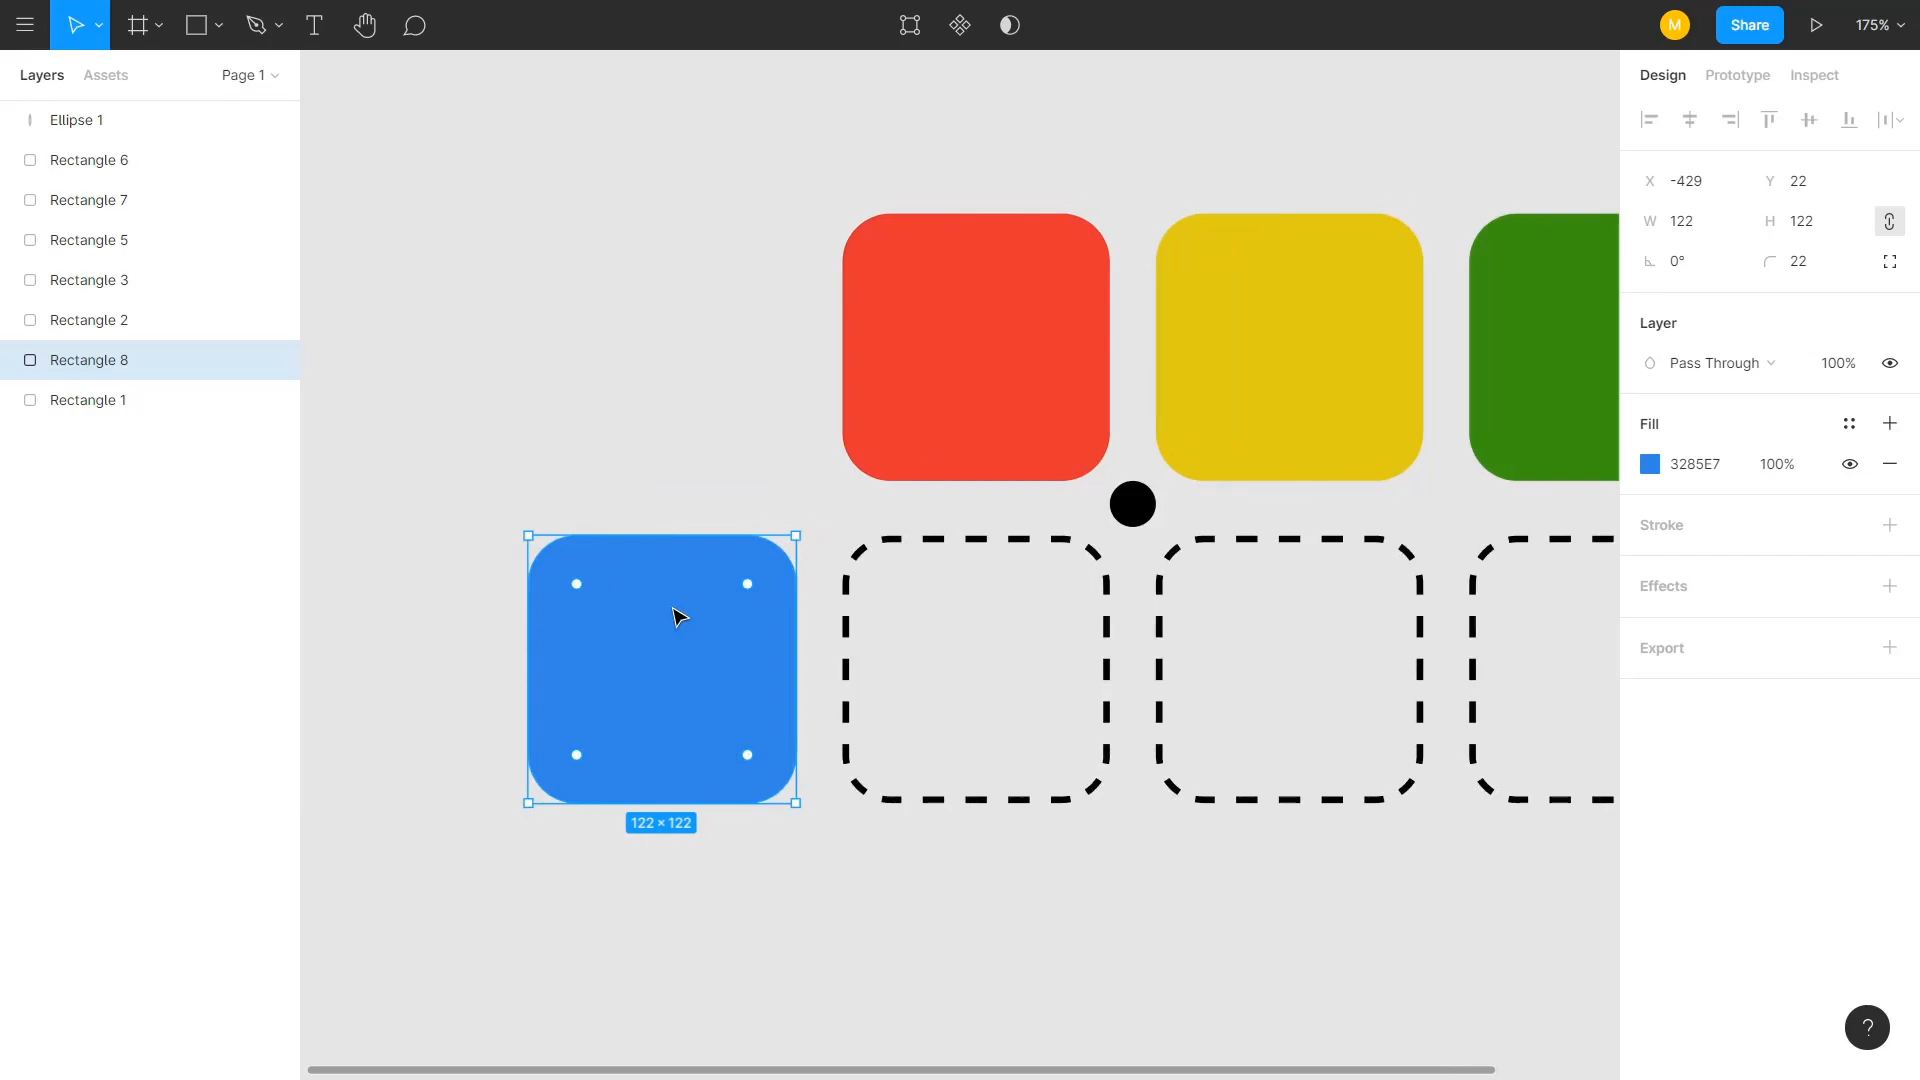 T
M
Share
175%
Layers
Assets
Page 1
Design
Prototype
Inspect
Ellipse 1
Rectangle 6
Rectangle 7
Rectangle 5
Rectangle 3
Rectangle 2
Rectangle 8
Rectangle 1
X -429
Y 22
W 122
H 122
0°
22
Layer
Pass Through
100%
Fill
3285E7
100%
Stroke
Effects
Export
122 × 122
?